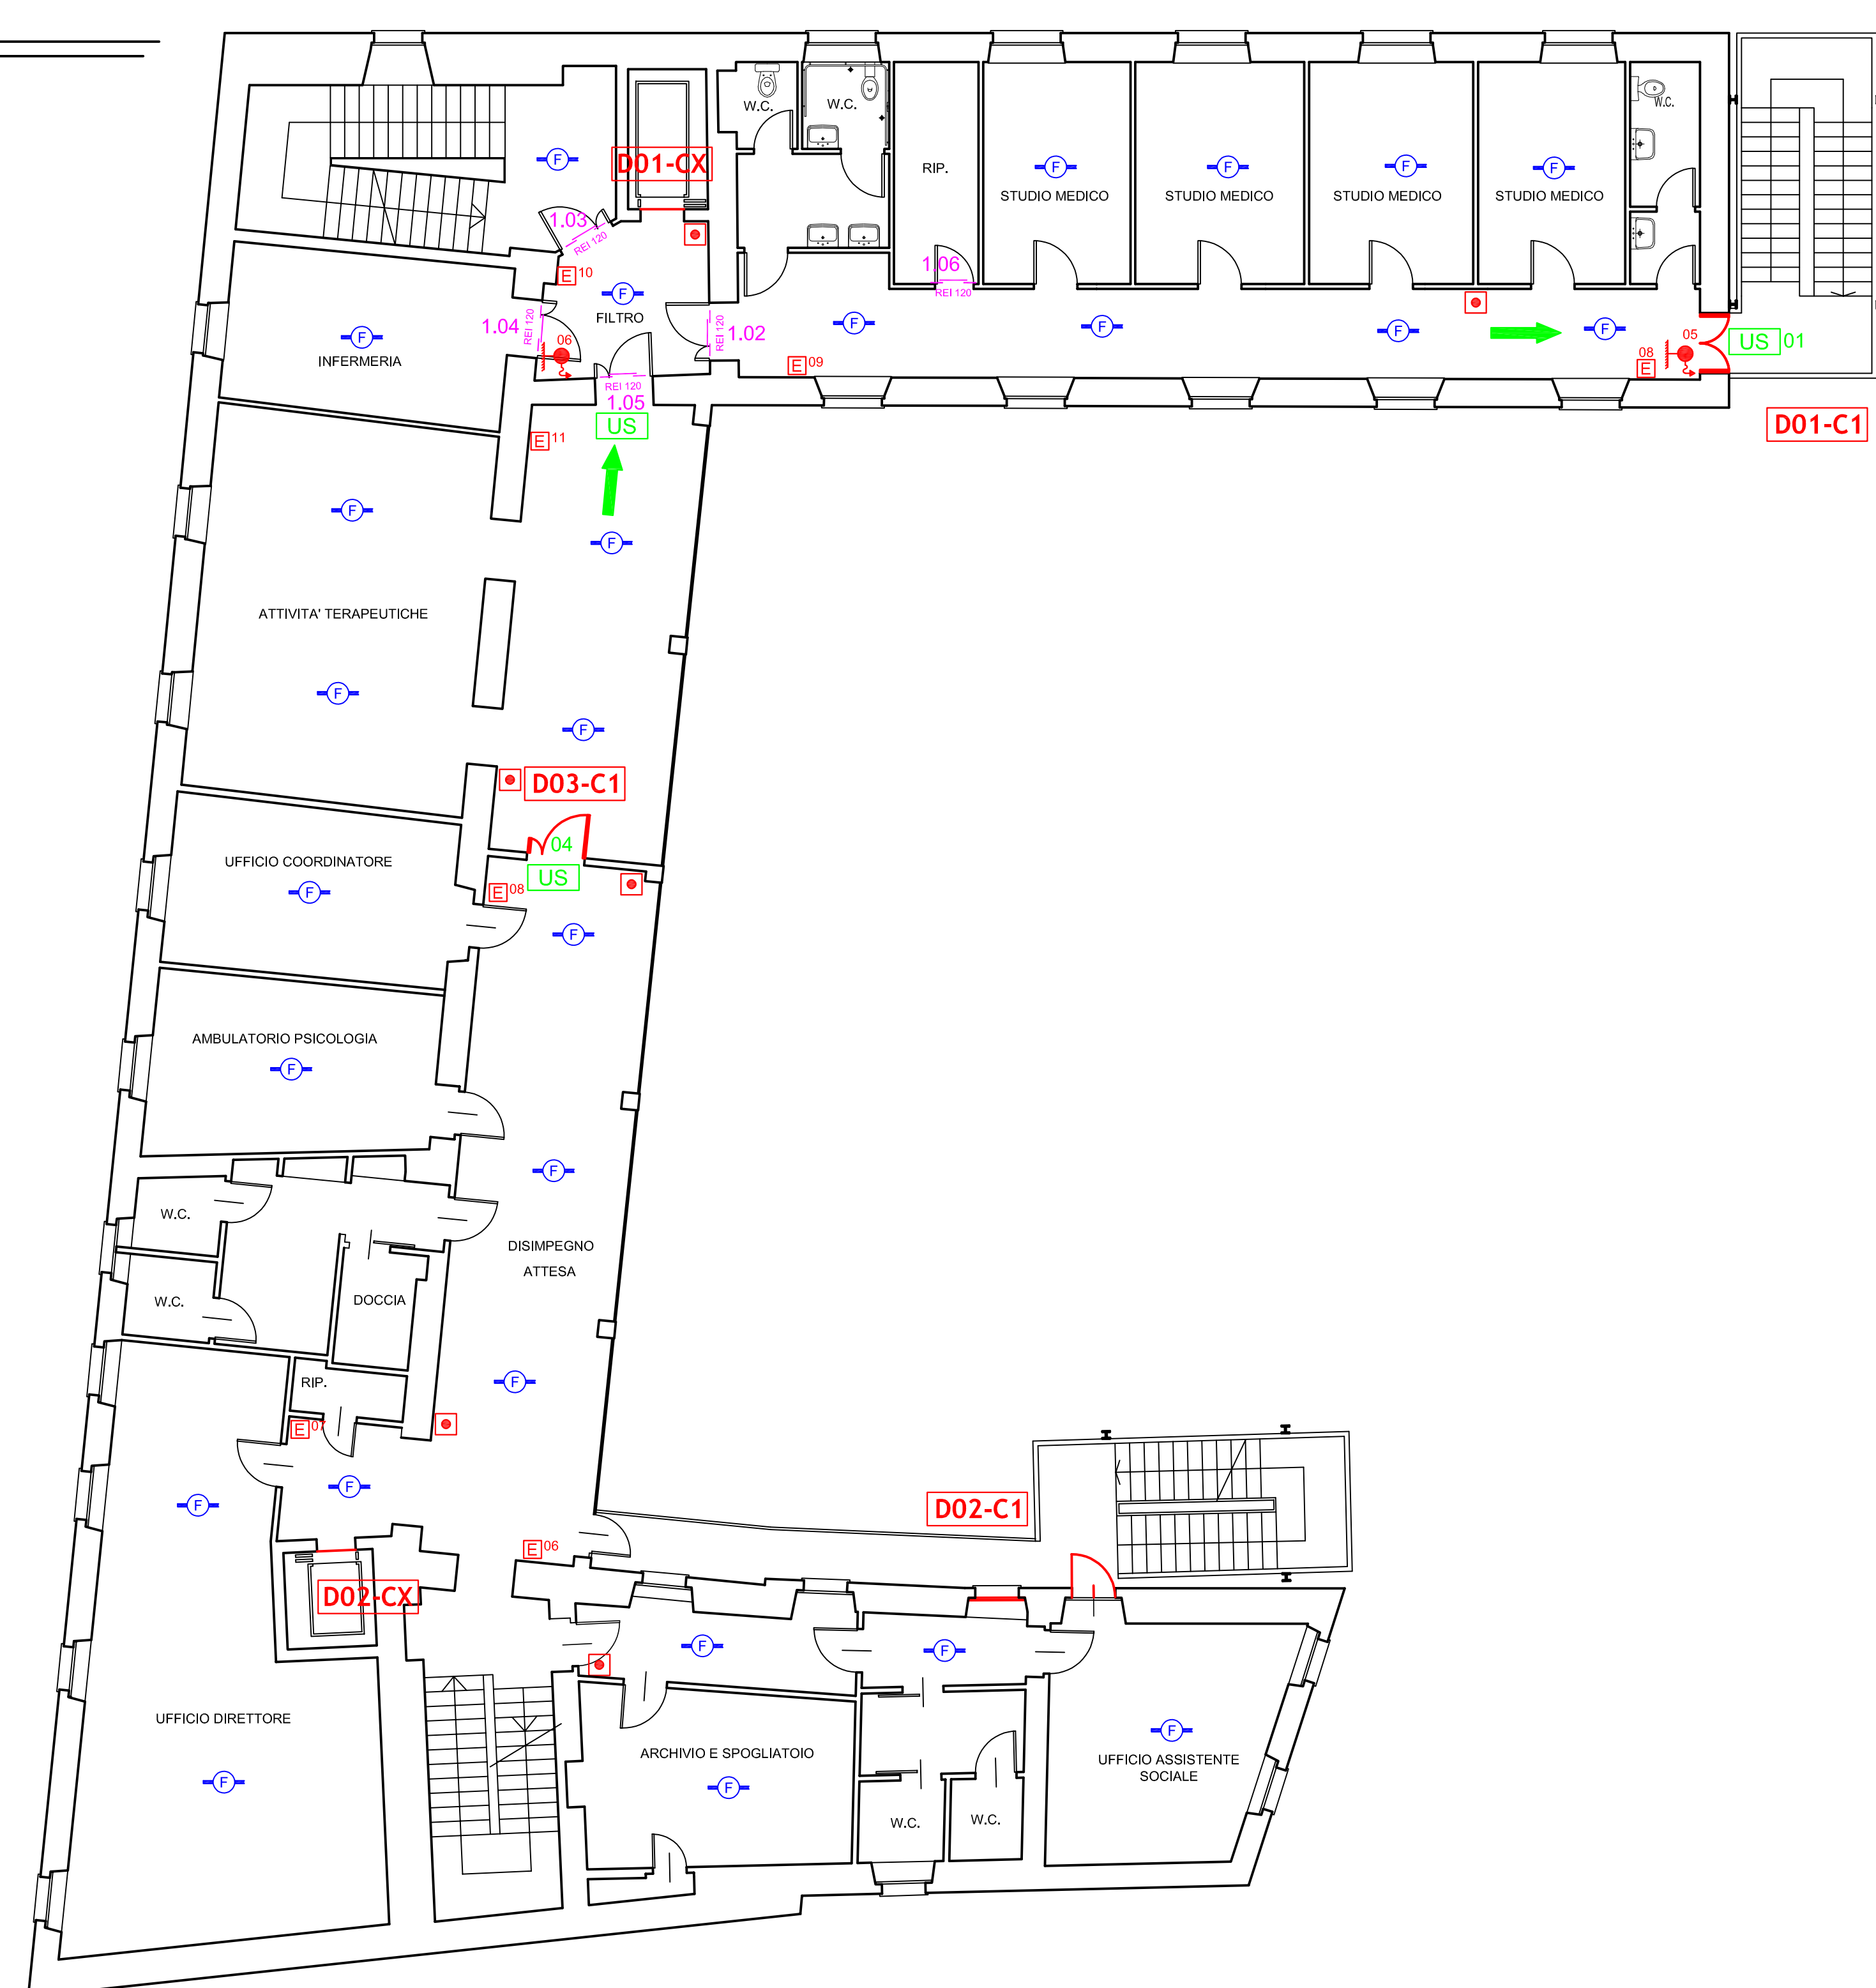 W.C.
W.C.
W.C.
F
D01-CX
RIP.
F
STUDIO MEDICO
F
STUDIO MEDICO
F
STUDIO MEDICO
F
STUDIO MEDICO
1.03
REI 120
E 10
F
FILTRO
1.06
REI 120
1.04
REI 120
F
INFERMERIA
06
REI 120
1.02
F
F
F
F
E 09
08
E
05
US 01
REI 120
1.05
US
D01-C1
E 11
F
F
ATTIVITA' TERAPEUTICHE
F
F
D03-C1
04
US
UFFICIO COORDINATORE
F
E 08
F
AMBULATORIO PSICOLOGIA
F
F
W.C.
DISIMPEGNO
ATTESA
W.C.
DOCCIA
RIP.
F
E 07
F
F
D02-C1
E 06
D02-CX
F
F
UFFICIO DIRETTORE
F
ARCHIVIO E SPOGLIATOIO
F
F
UFFICIO ASSISTENTE
SOCIALE
W.C.
W.C.